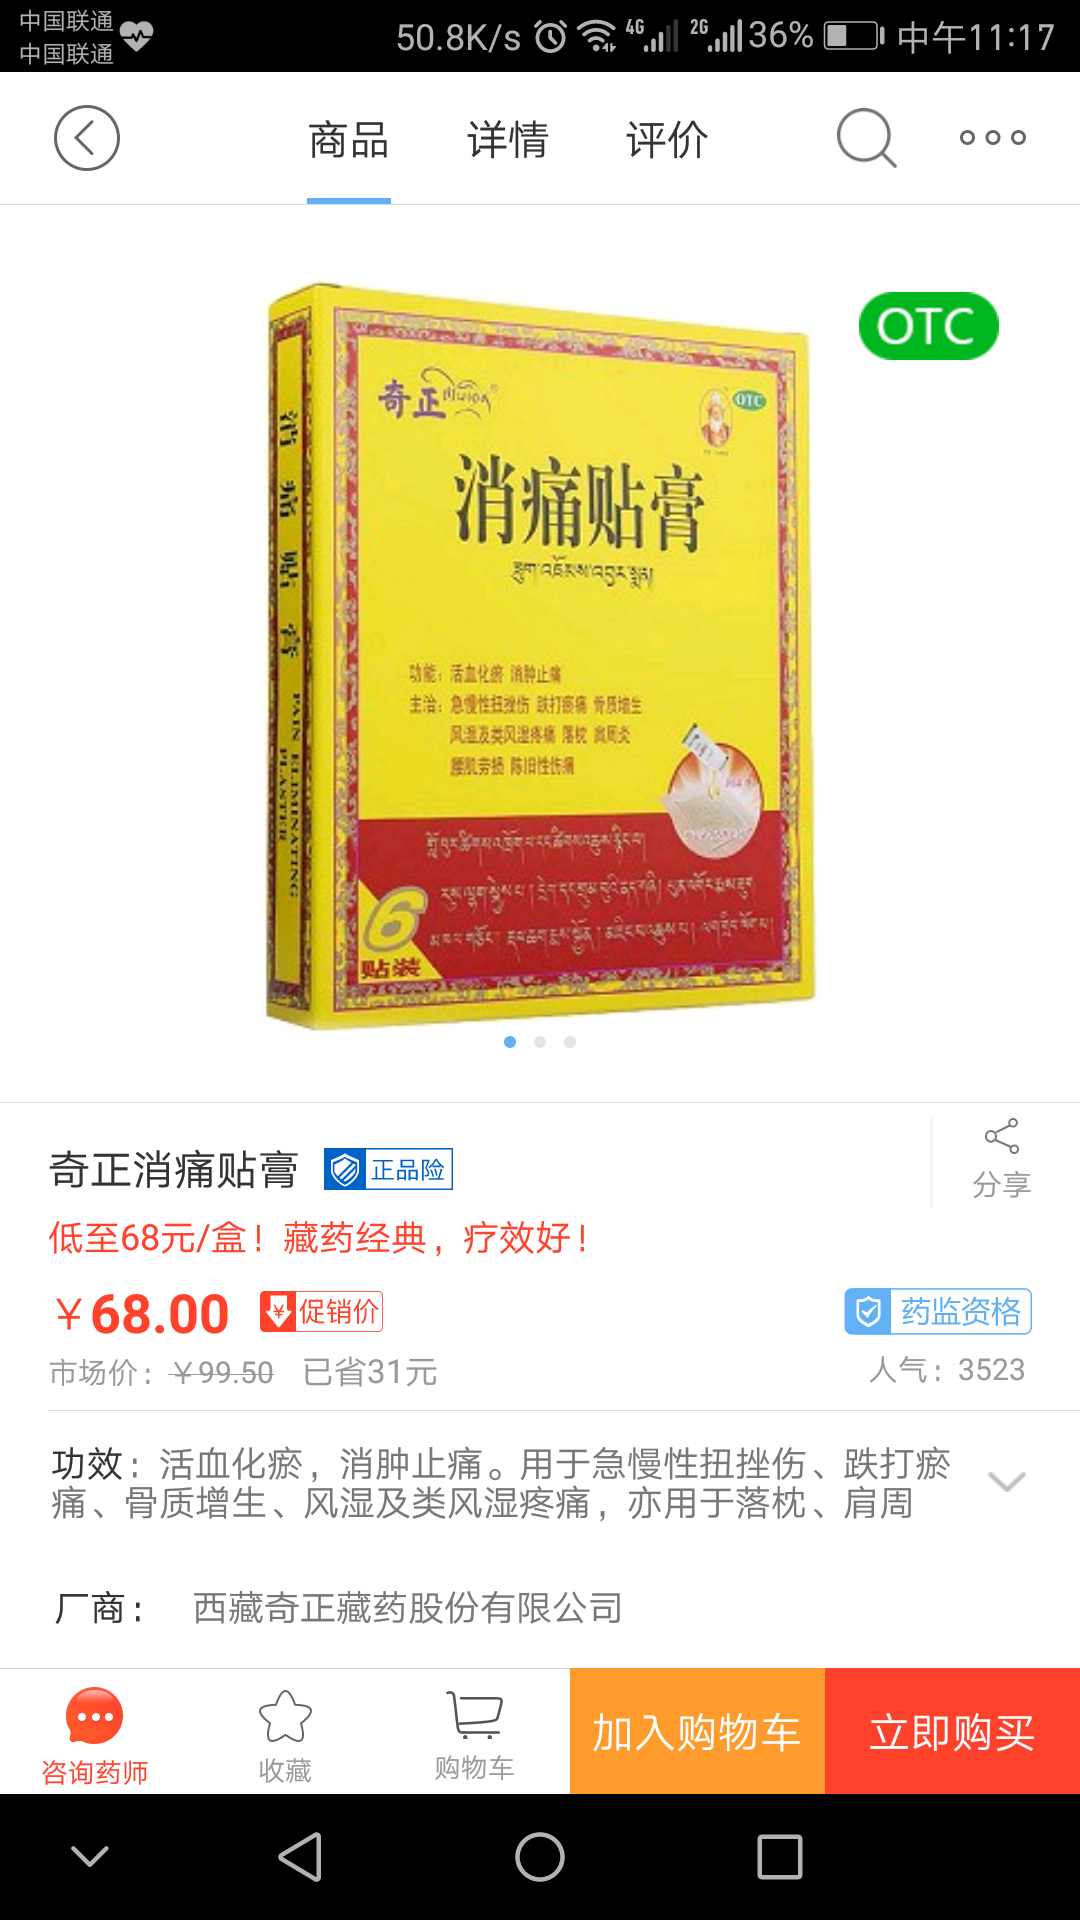 中国联通
中国联通
50.8K/s 4G 2G 36% 中午11:17
商品 详情 评价
OTC
奇正
OTC
消痛贴膏
功能：活血化瘀 消肿止痛
主治：急慢性扭挫伤 跌打瘀痛 骨质增生
风湿及类风湿疼痛 落枕 肩周炎
腰肌劳损 陈旧性伤痛
6
贴装
消痛贴膏
PAIN ELIMINATING
PLASTER
奇正消痛贴膏 正品险
分享
低至68元/盒！藏药经典，疗效好！
￥68.00 促销价 药监资格
市场价：￥99.50 已省31元 人气：3523
功效：活血化瘀，消肿止痛。用于急慢性扭挫伤、跌打瘀
痛、骨质增生、风湿及类风湿疼痛，亦用于落枕、肩周
厂商： 西藏奇正藏药股份有限公司
咨询药师 收藏 购物车 加入购物车 立即购买